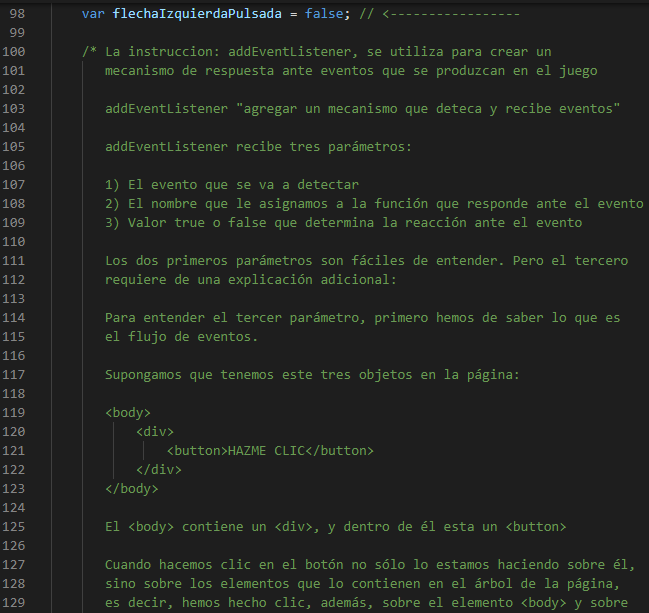 98 var flechaIzquierdaPulsada = false; // <-----------------
99
100 /* La instruccion: addEventListener, se utiliza para crear un
101 mecanismo de respuesta ante eventos que se produzcan en el juego
102
103 addEventListener "agregar un mecanismo que deteca y recibe eventos"
104
105 addEventListener recibe tres parámetros:
106
107 1) El evento que se va a detectar
108 2) El nombre que le asignamos a la función que responde ante el evento
109 3) Valor true o false que determina la reacción ante el evento
110
111 Los dos primeros parámetros son fáciles de entender. Pero el tercero
112 requiere de una explicación adicional:
113
114 Para entender el tercer parámetro, primero hemos de saber lo que es
115 el flujo de eventos.
116
117 Supongamos que tenemos este tres objetos en la página:
118
119 <body>
120 <div>
121 <button>HAZME CLIC</button>
122 </div>
123 </body>
124
125 El <body> contiene un <div>, y dentro de él esta un <button>
126
127 Cuando hacemos clic en el botón no sólo lo estamos haciendo sobre él,
128 sino sobre los elementos que lo contienen en el árbol de la página,
129 es decir, hemos hecho clic, además, sobre el elemento <body> y sobre